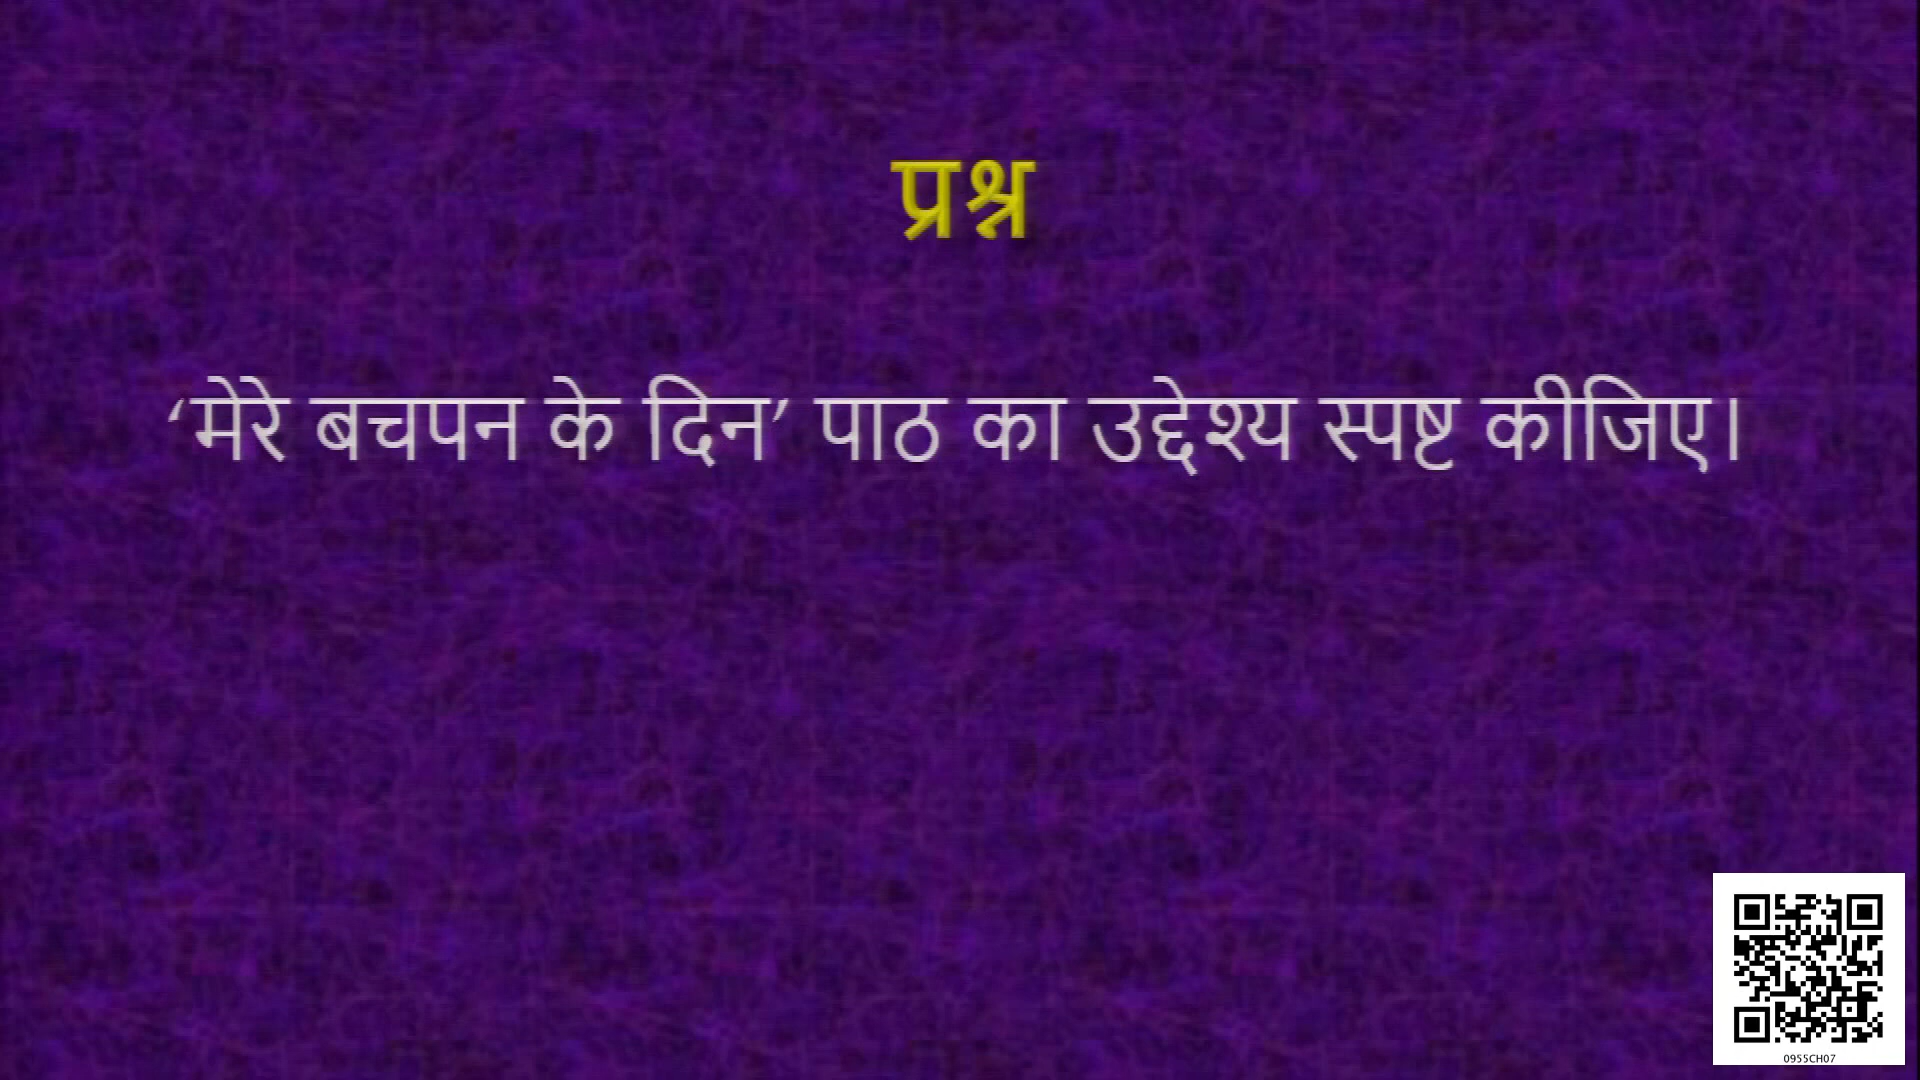 प्रश्न
‘मेरे बचपन के दिन’ पाठ का उद्देश्य स्पष्ट कीजिए।
0955CH07